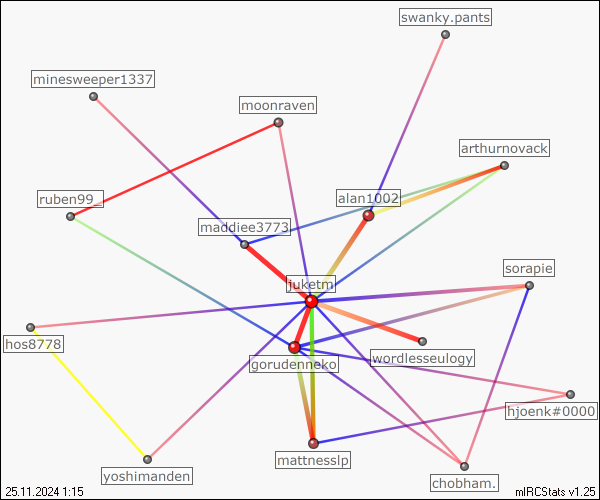 swanky.pants
minesweeper1337
moonraven
arthurnovack
ruben99_
alan1002
maddiee3773
sorapie
juketm
hos8778
gorudenneko
wordlesseulogy
hjoenk#0000
mattnesslp
yoshimanden
chobham.
25.11.2024 1:15
mIRCStats v1.25